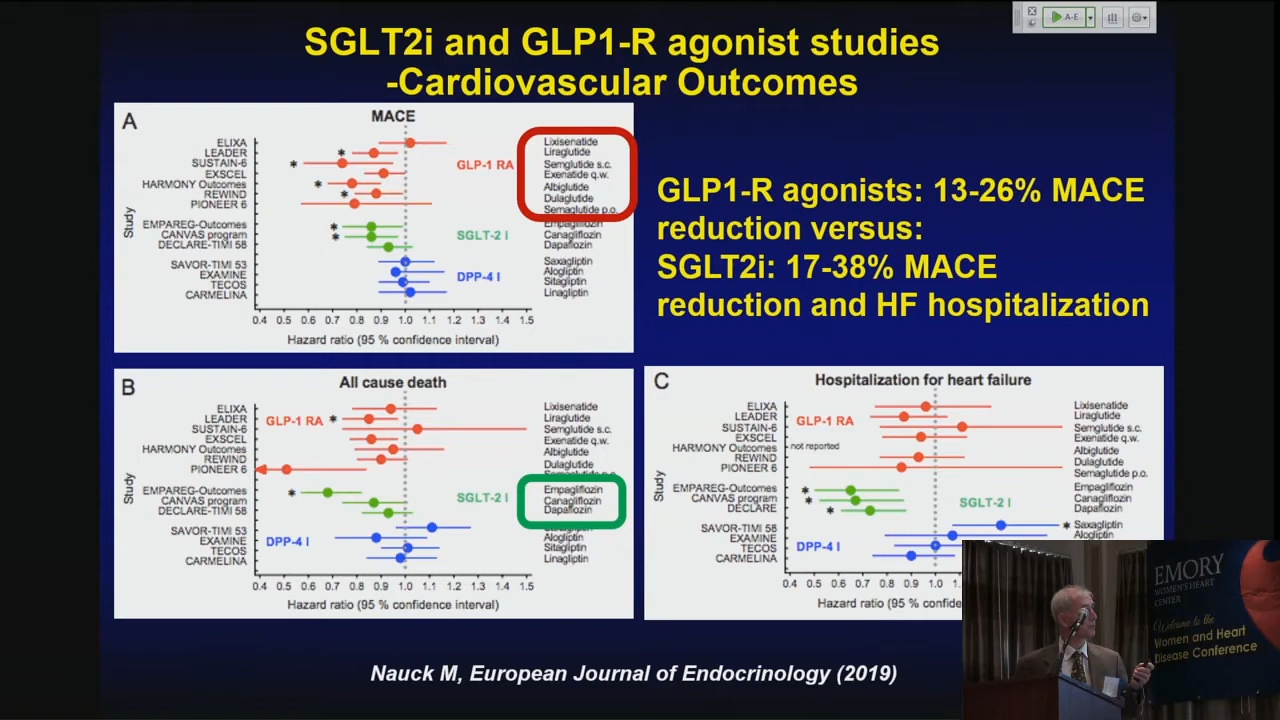 A-E
SGLT2i and GLP1-R agonist studies
-Cardiovascular Outcomes
A
MACE
ELIXA
LEADER
SUSTAIN-6
EXSCEL
HARMONY Outcomes
REWIND
PIONEER 6
EMPAREG-Outcomes
CANVAS program
DECLARE-TIMI 58
SAVOR-TIMI 53
EXAMINE
TECOS
CARMELINA
Study
*
*
*
*
*
*
GLP-1 RA
SGLT-2 I
DPP-4 I
Lixisenatide
Liraglutide
Semglutide s.c.
Exenatide q.w.
Albiglutide
Dulaglutide
Semaglutide p.o.
Empagliflozin
Canagliflozin
Dapaflozin
Saxagliptin
Alogliptin
Sitagliptin
Linagliptin
0.4 0.5 0.6 0.7 0.8 0.9 1.0 1.1 1.2 1.3 1.4 1.5
Hazard ratio (95 % confidence interval)
GLP1-R agonists: 13-26% MACE
reduction versus:
SGLT2i: 17-38% MACE
reduction and HF hospitalization
B
All cause death
ELIXA
LEADER
SUSTAIN-6
EXSCEL
HARMONY Outcomes
REWIND
PIONEER 6
EMPAREG-Outcomes
CANVAS program
DECLARE-TIMI 58
SAVOR-TIMI 53
EXAMINE
TECOS
CARMELINA
Study
GLP-1 RA
*
*
SGLT-2 I
DPP-4 I
Lixisenatide
Liraglutide
Semglutide s.c.
Exenatide q.w.
Albiglutide
Dulaglutide
Empagliflozin
Canagliflozin
Dapaflozin
Alogliptin
Sitagliptin
Linagliptin
0.4 0.5 0.6 0.7 0.8 0.9 1.0 1.1 1.2 1.3 1.4 1.5
Hazard ratio (95 % confidence interval)
C
Hospitalization for heart failure
ELIXA
LEADER
SUSTAIN-6
EXSCEL
HARMONY Outcomes
REWIND
PIONEER 6
EMPAREG-Outcomes
CANVAS program
DECLARE
SAVOR-TIMI 58
EXAMINE
TECOS
CARMELINA
Study
GLP-1 RA
not reported
*
*
*
SGLT-2 I
DPP-4 I
*
Lixisenatide
Liraglutide
Semglutide s.c.
Exenatide q.w.
Albiglutide
Dulaglutide
Semaglutide p.o.
Empagliflozin
Canagliflozin
Dapaflozin
Saxagliptin
Alogliptin
0.4 0.5 0.6 0.7 0.8 0.9 1.0
Hazard ratio (95 % confide
Nauck M, European Journal of Endocrinology (2019)
EMORY
WOMEN'S HEART
CENTER
Welcome to the
Women and Heart
Disease Conference